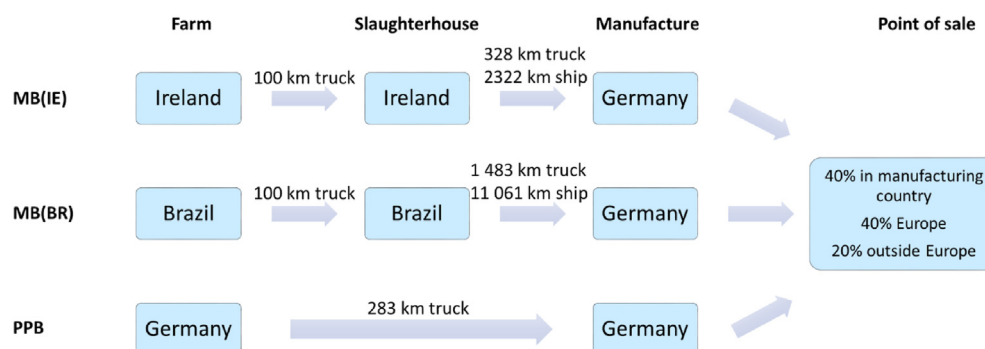 Farm Slaughterhouse Manufacture Point of sale
MB(IE) Ireland 100 km truck Ireland 328 km truck
2322 km ship Germany
MB(BR) Brazil 100 km truck Brazil 1 483 km truck
11 061 km ship Germany
40% in manufacturing
country
40% Europe
20% outside Europe
PPB Germany 283 km truck Germany